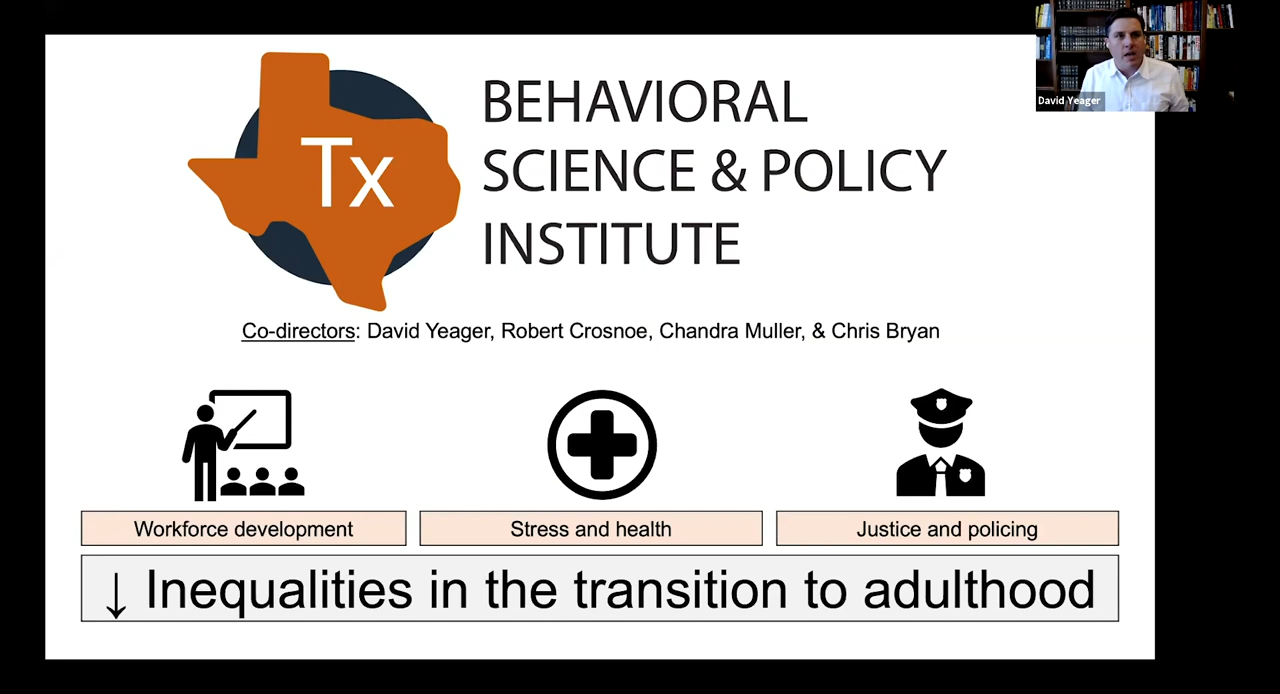 Tx
BEHAVIORAL
SCIENCE & POLICY
INSTITUTE
David Yeager
Co-directors: David Yeager, Robert Crosnoe, Chandra Muller, & Chris Bryan
Workforce development
Stress and health
Justice and policing
↓ Inequalities in the transition to adulthood